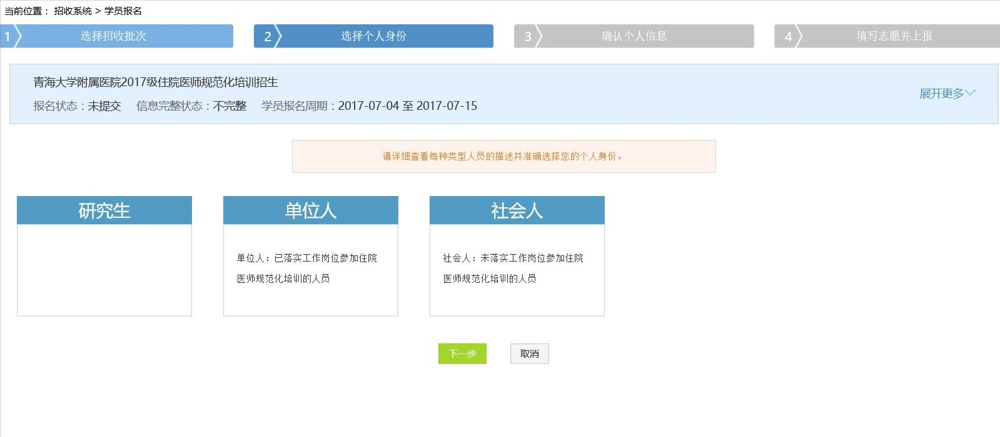 当前位置： 招收系统 > 学员报名
1 选择招收批次
2 选择个人身份
3 确认个人信息
4 填写志愿并上报
青海大学附属医院2017级住院医师规范化培训招生
报名状态：未提交 信息完整状态：不完整 学员报名周期：2017-07-04 至 2017-07-15
展开更多
请详细查看每种类型人员的描述并准确选择您的个人身份。
研究生
单位人
单位人：已落实工作岗位参加住院
医师规范化培训的人员
社会人
社会人：未落实工作岗位参加住院
医师规范化培训的人员
下一步
取消